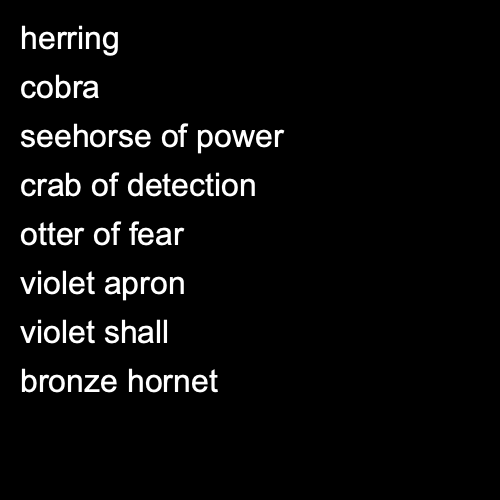 herring
cobra
seehorse of power
crab of detection
otter of fear
violet apron
violet shall
bronze hornet